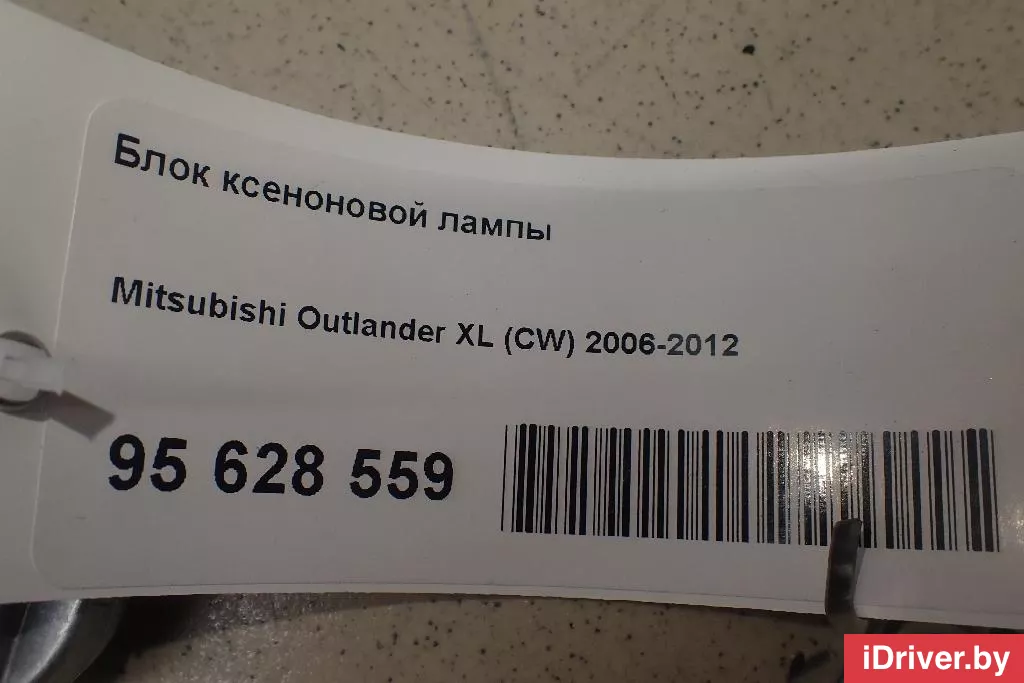 Блок ксеноновой лампы
Mitsubishi Outlander XL (CW) 2006-2012
95 628 559
iDriver.by